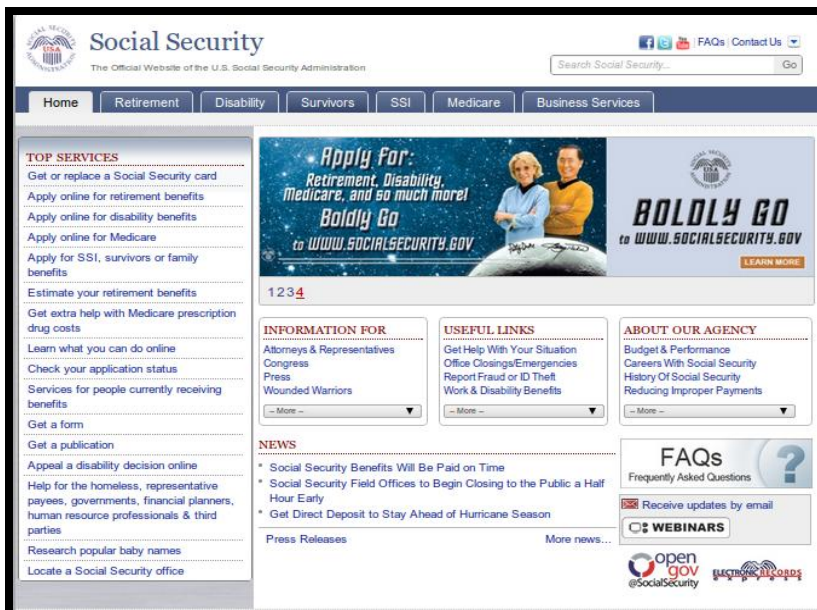 Social Security
The Official Website of the U.S. Social Security Administration
FAQs | Contact Us
Search Social Security...
Go
Home
Retirement
Disability
Survivors
SSI
Medicare
Business Services
TOP SERVICES
Get or replace a Social Security card
Apply online for retirement benefits
Apply online for disability benefits
Apply online for Medicare
Apply for SSI, survivors or family
benefits
Estimate your retirement benefits
Get extra help with Medicare prescription
drug costs
Learn what you can do online
Check your application status
Services for people currently receiving
benefits
Get a form
Get a publication
Appeal a disability decision online
Help for the homeless, representative
payees, governments, financial planners,
human resource professionals & third
parties
Research popular baby names
Locate a Social Security office
Apply For:
Retirement, Disability,
Medicare, and so much more!
Boldly Go
to WWW.SOCIALSECURITY.GOV
BOLDLY GO
to WWW.SOCIALSECURITY.GOV
LEARN MORE
1 2 3 4
INFORMATION FOR
Attorneys & Representatives
Congress
Press
Wounded Warriors
-- More --
USEFUL LINKS
Get Help With Your Situation
Office Closings/Emergencies
Report Fraud or ID Theft
Work & Disability Benefits
-- More --
ABOUT OUR AGENCY
Budget & Performance
Careers With Social Security
History Of Social Security
Reducing Improper Payments
-- More --
NEWS
Social Security Benefits Will Be Paid on Time
Social Security Field Offices to Begin Closing to the Public a Half
Hour Early
Get Direct Deposit to Stay Ahead of Hurricane Season
Press Releases
More news...
FAQs
Frequently Asked Questions
?
Receive updates by email
WEBINARS
open
gov
@SocialSecurity
ELECTRONIC RECORDS